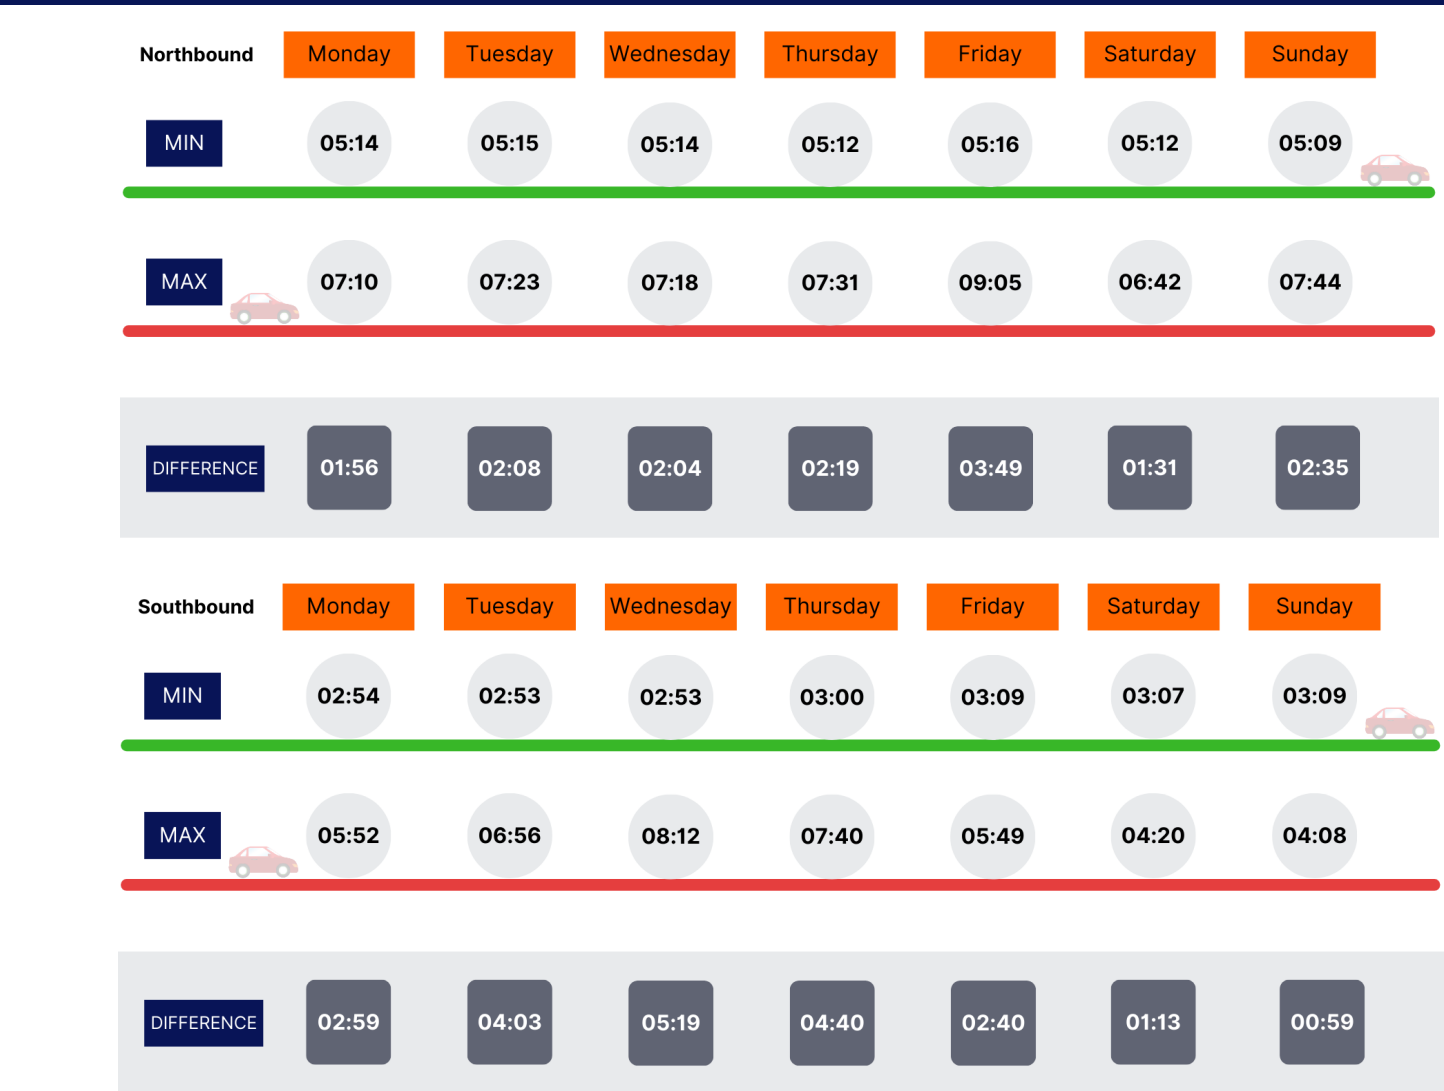 Northbound Monday Tuesday Wednesday Thursday Friday Saturday Sunday
MIN 05:14 05:15 05:14 05:12 05:16 05:12 05:09
MAX 07:10 07:23 07:18 07:31 09:05 06:42 07:44
DIFFERENCE 01:56 02:08 02:04 02:19 03:49 01:31 02:35
Southbound Monday Tuesday Wednesday Thursday Friday Saturday Sunday
MIN 02:54 02:53 02:53 03:00 03:09 03:07 03:09
MAX 05:52 06:56 08:12 07:40 05:49 04:20 04:08
DIFFERENCE 02:59 04:03 05:19 04:40 02:40 01:13 00:59